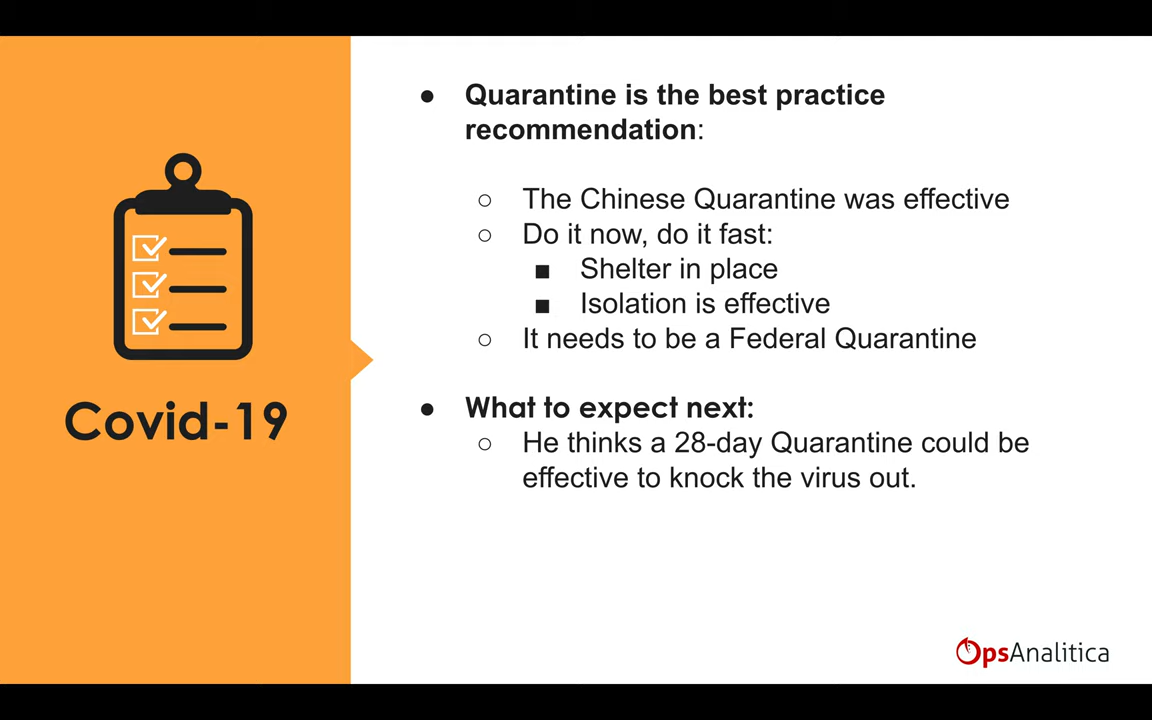 Covid-19
● Quarantine is the best practice
recommendation:
○ The Chinese Quarantine was effective
○ Do it now, do it fast:
■ Shelter in place
■ Isolation is effective
○ It needs to be a Federal Quarantine
● What to expect next:
○ He thinks a 28-day Quarantine could be
effective to knock the virus out.
OpsAnalitica